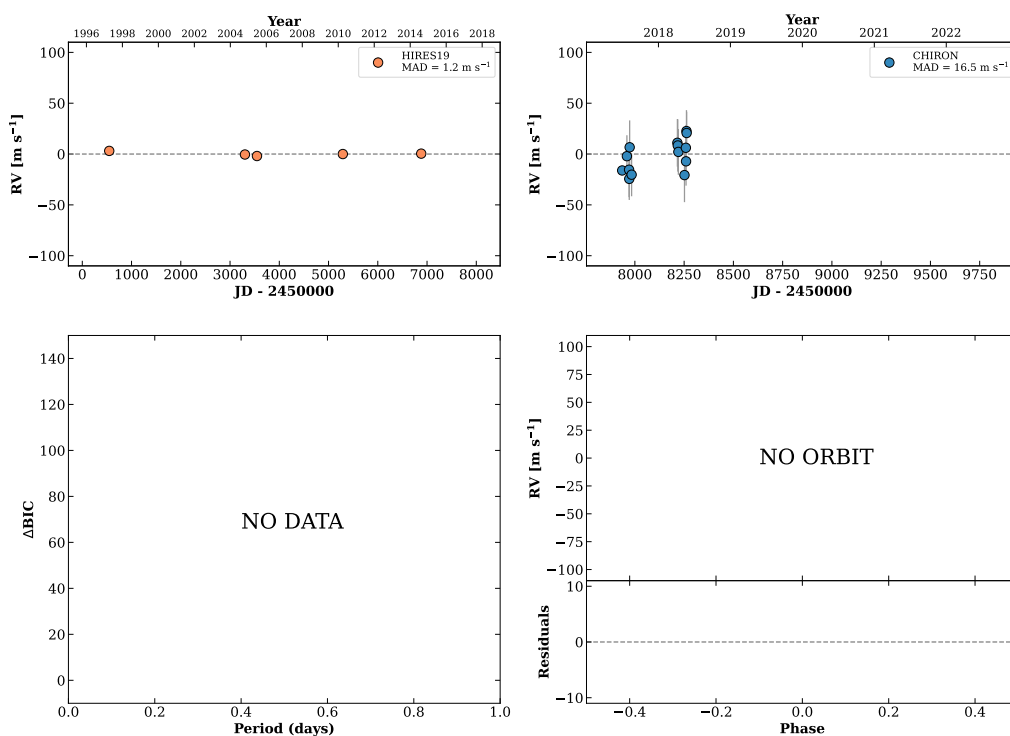 Year
1996 1998 2000 2002 2004 2006 2008 2010 2012 2014 2016 2018
HIRES19
MAD = 1.2 m s⁻¹
RV [m s⁻¹]
100
50
0
−50
−100
0 1000 2000 3000 4000 5000 6000 7000 8000
JD - 2450000
Year
2018 2019 2020 2021 2022
CHIRON
MAD = 16.5 m s⁻¹
RV [m s⁻¹]
100
50
0
−50
−100
8000 8250 8500 8750 9000 9250 9500 9750
JD - 2450000
ΔBIC
140
120
100
80
60
40
20
0
NO DATA
0.0 0.2 0.4 0.6 0.8 1.0
Period (days)
RV [m s⁻¹]
100
75
50
25
0
−25
−50
−75
−100
NO ORBIT
Residuals
10
0
−10
−0.4 −0.2 0.0 0.2 0.4
Phase